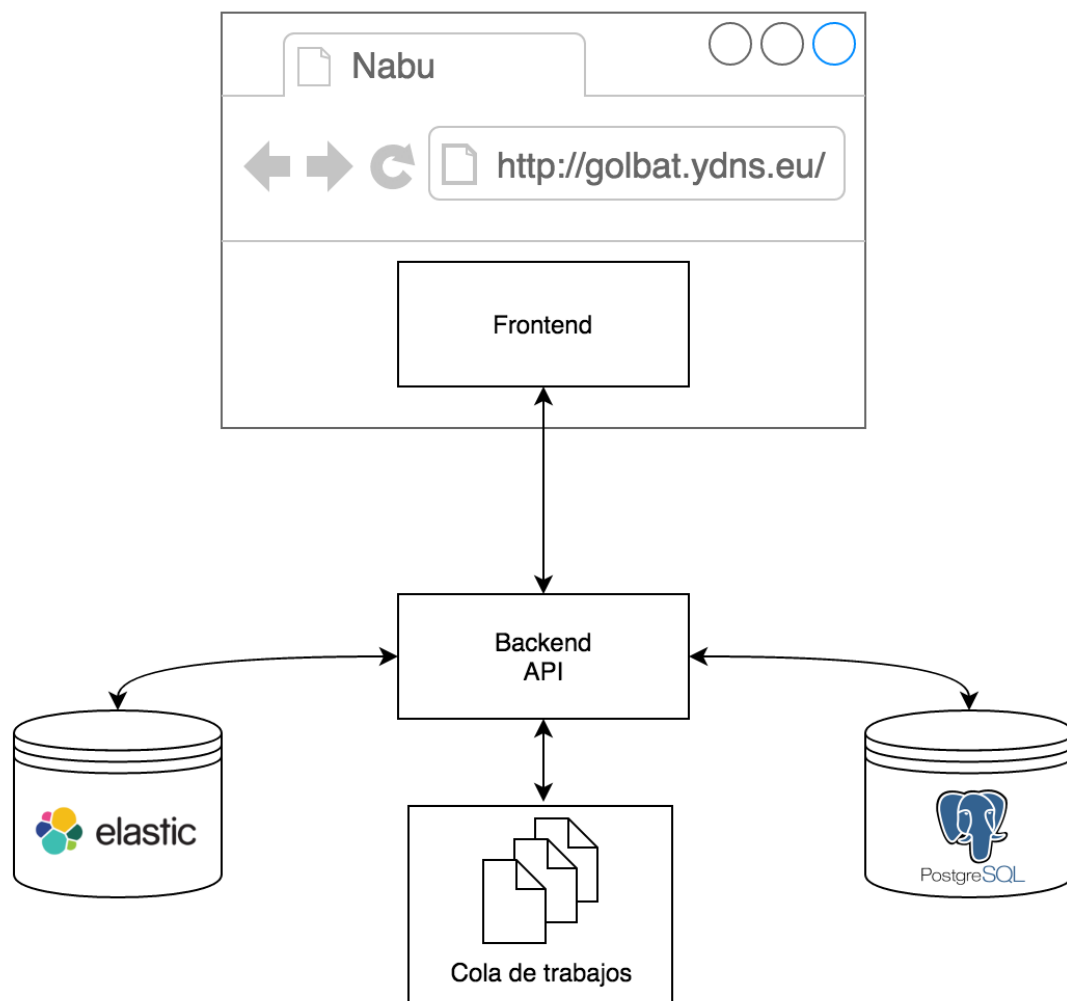 Nabu
http://golbat.ydns.eu/
Frontend
Backend
API
elastic
PostgreSQL
Cola de trabajos